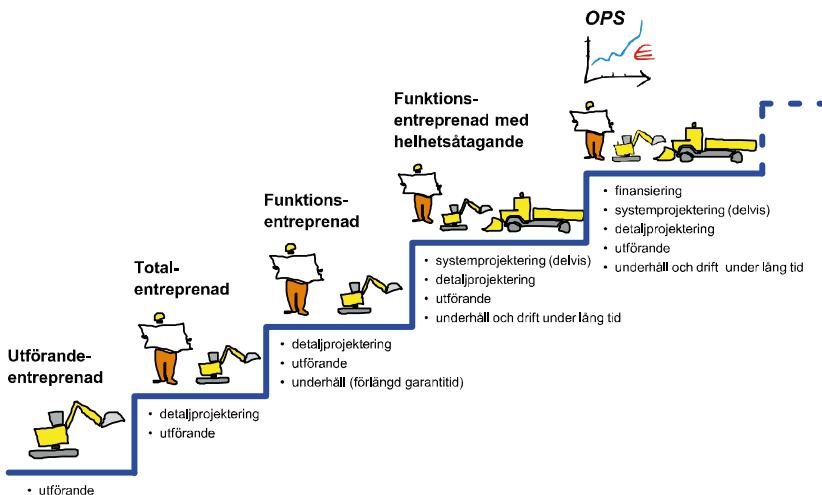 OPS
€
Funktions-
entreprenad med
helhetsåtagande
• finansiering
• systemprojektering (delvis)
• detaljprojektering
• utförande
• underhåll och drift under lång tid
Funktions-
entreprenad
• systemprojektering (delvis)
• detaljprojektering
• utförande
• underhåll och drift under lång tid
Total-
entreprenad
• detaljprojektering
• utförande
• underhåll (förlängd garantitid)
Utförande-
entreprenad
• detaljprojektering
• utförande
• utförande